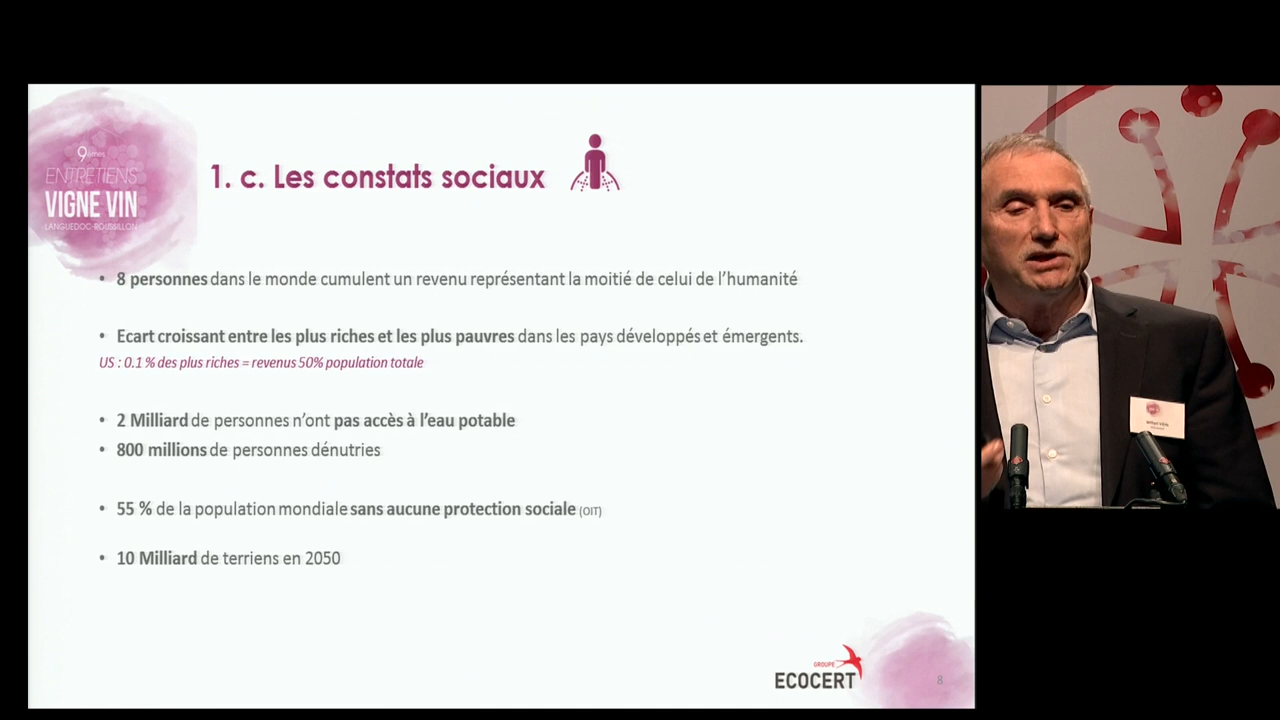 9èmes
ENTRETIENS
VIGNE VIN
LANGUEDOC-ROUSSILLON
1. c. Les constats sociaux
• 8 personnes dans le monde cumulent un revenu représentant la moitié de celui de l’humanité
• Ecart croissant entre les plus riches et les plus pauvres dans les pays développés et émergents.
US : 0.1 % des plus riches = revenus 50% population totale
• 2 Milliard de personnes n’ont pas accès à l’eau potable
• 800 millions de personnes dénutries
• 55 % de la population mondiale sans aucune protection sociale (OIT)
• 10 Milliard de terriens en 2050
GROUPE
ECOCERT
8